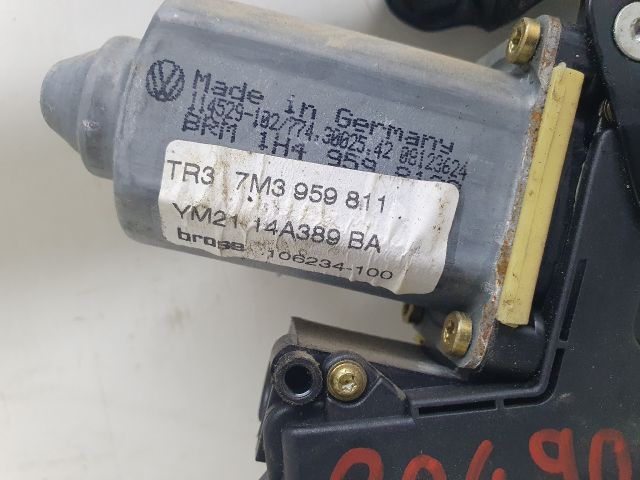 Made in Germany
114529-102/774.30025.42 08123624
BRM 1H4 959
TR3 7M3 959 811
YM21 14A389 BA
brose 106234-100